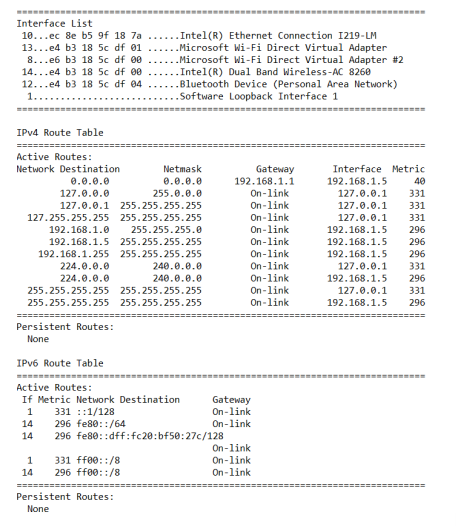 ===========================================================================
Interface List
 10...ec 8e b5 9f 18 7a ......Intel(R) Ethernet Connection I219-LM
 13...e4 b3 18 5c df 01 ......Microsoft Wi-Fi Direct Virtual Adapter
  8...e6 b3 18 5c df 00 ......Microsoft Wi-Fi Direct Virtual Adapter #2
 14...e4 b3 18 5c df 00 ......Intel(R) Dual Band Wireless-AC 8260
 12...e4 b3 18 5c df 04 ......Bluetooth Device (Personal Area Network)
  1...........................Software Loopback Interface 1
===========================================================================

IPv4 Route Table
===========================================================================
Active Routes:
Network Destination        Netmask          Gateway       Interface  Metric
          0.0.0.0          0.0.0.0      192.168.1.1      192.168.1.5     40
        127.0.0.0        255.0.0.0         On-link         127.0.0.1    331
        127.0.0.1  255.255.255.255         On-link         127.0.0.1    331
  127.255.255.255  255.255.255.255         On-link         127.0.0.1    331
      192.168.1.0    255.255.255.0         On-link       192.168.1.5    296
      192.168.1.5  255.255.255.255         On-link       192.168.1.5    296
    192.168.1.255  255.255.255.255         On-link       192.168.1.5    296
        224.0.0.0        240.0.0.0         On-link         127.0.0.1    331
        224.0.0.0        240.0.0.0         On-link       192.168.1.5    296
  255.255.255.255  255.255.255.255         On-link         127.0.0.1    331
  255.255.255.255  255.255.255.255         On-link       192.168.1.5    296
===========================================================================
Persistent Routes:
  None

IPv6 Route Table
===========================================================================
Active Routes:
 If Metric Network Destination      Gateway
  1    331 ::1/128                  On-link
 14    296 fe80::/64                On-link
 14    296 fe80::dff:fc20:bf50:27c/128
                                    On-link
  1    331 ff00::/8                 On-link
 14    296 ff00::/8                 On-link
===========================================================================
Persistent Routes:
  None